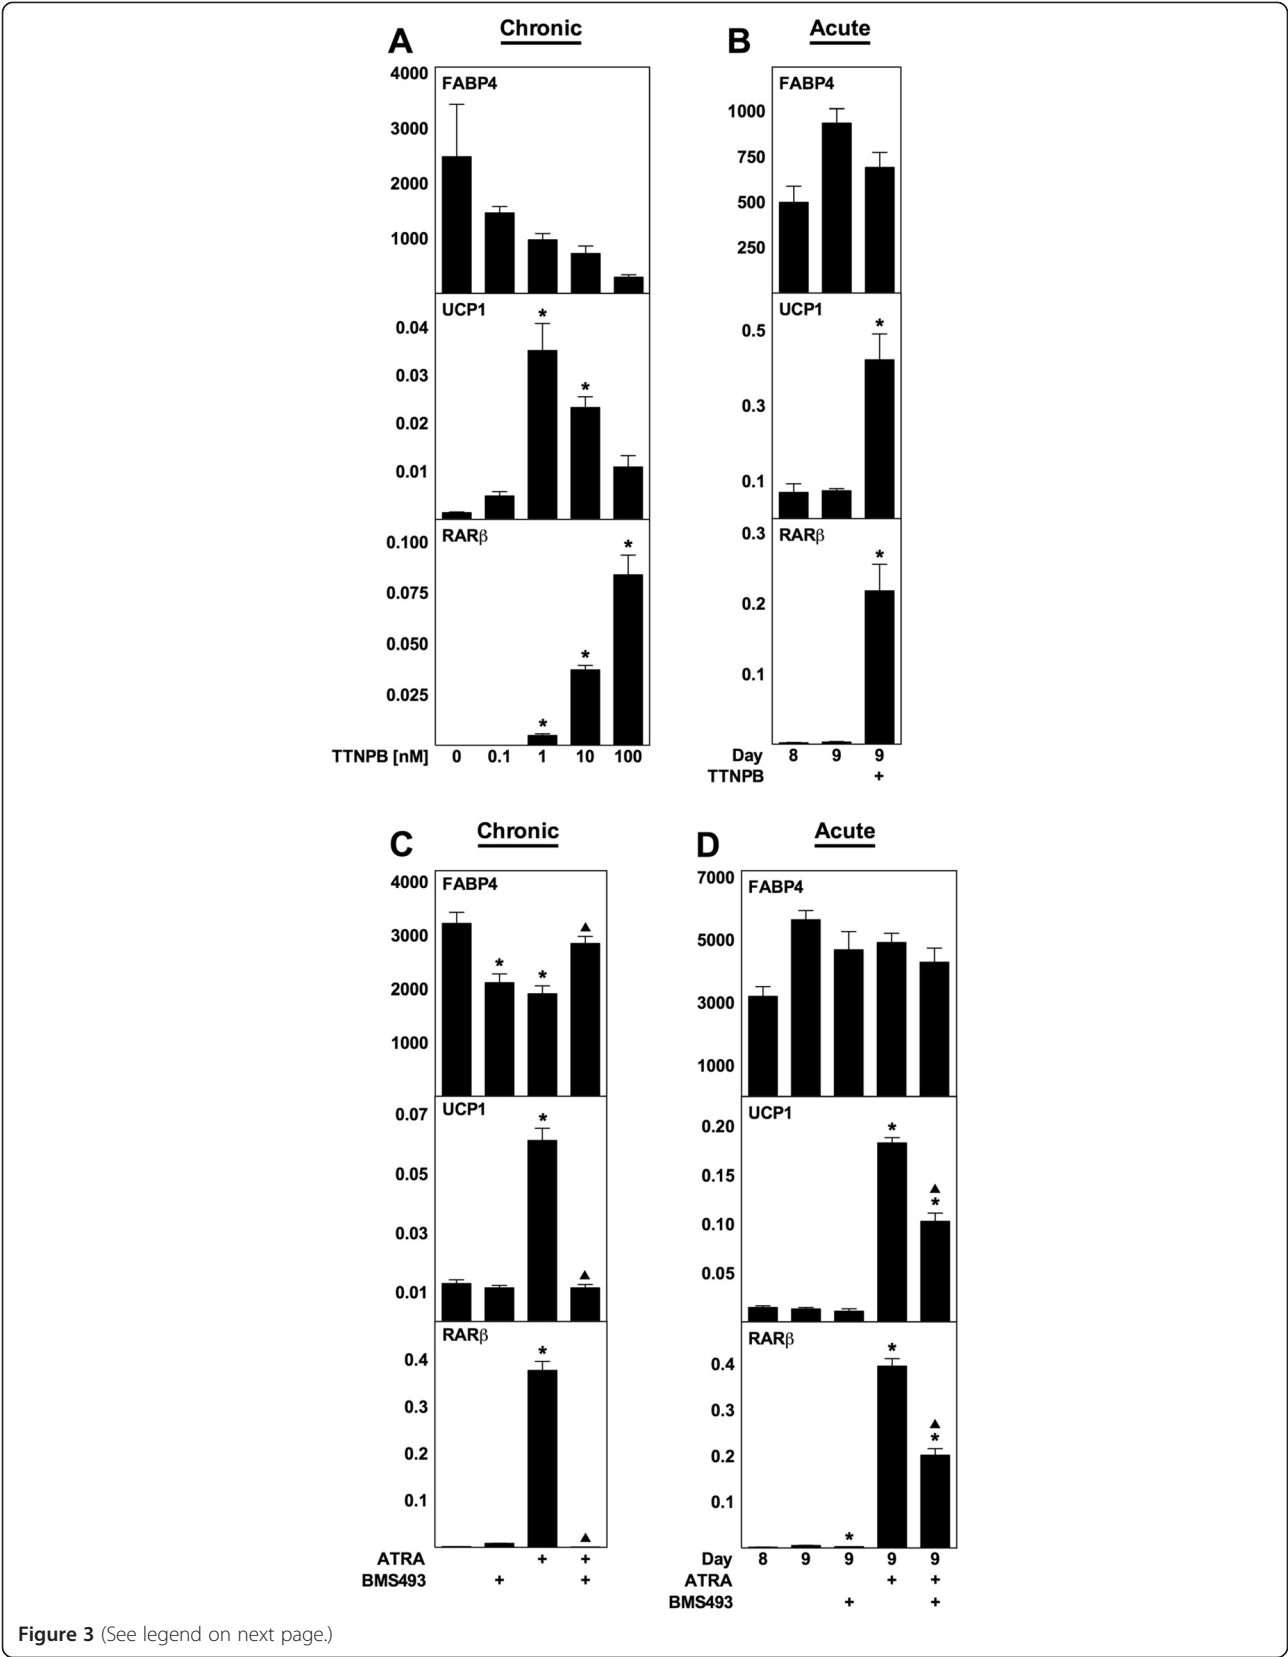 A Chronic
FABP4
4000
3000
2000
1000
UCP1
*
*
0.04
0.03
0.02
0.01
RARβ
*
*
*
0.100
0.075
0.050
0.025
TTNPB [nM] 0 0.1 1 10 100
B Acute
FABP4
1000
750
500
250
UCP1
*
0.5
0.3
0.1
RARβ
*
0.3
0.2
0.1
Day 8 9 9
TTNPB +
C Chronic
FABP4
4000
3000
2000
1000
▲
* *
UCP1
*
▲
0.07
0.05
0.03
0.01
RARβ
*
▲
0.4
0.3
0.2
0.1
ATRA + +
BMS493 + +
D Acute
FABP4
7000
5000
3000
1000
UCP1
*
▲
*
0.20
0.15
0.10
0.05
RARβ
*
▲
*
*
0.4
0.3
0.2
0.1
Day 8 9 9 9 9
ATRA + +
BMS493 + +
Figure 3 (See legend on next page.)